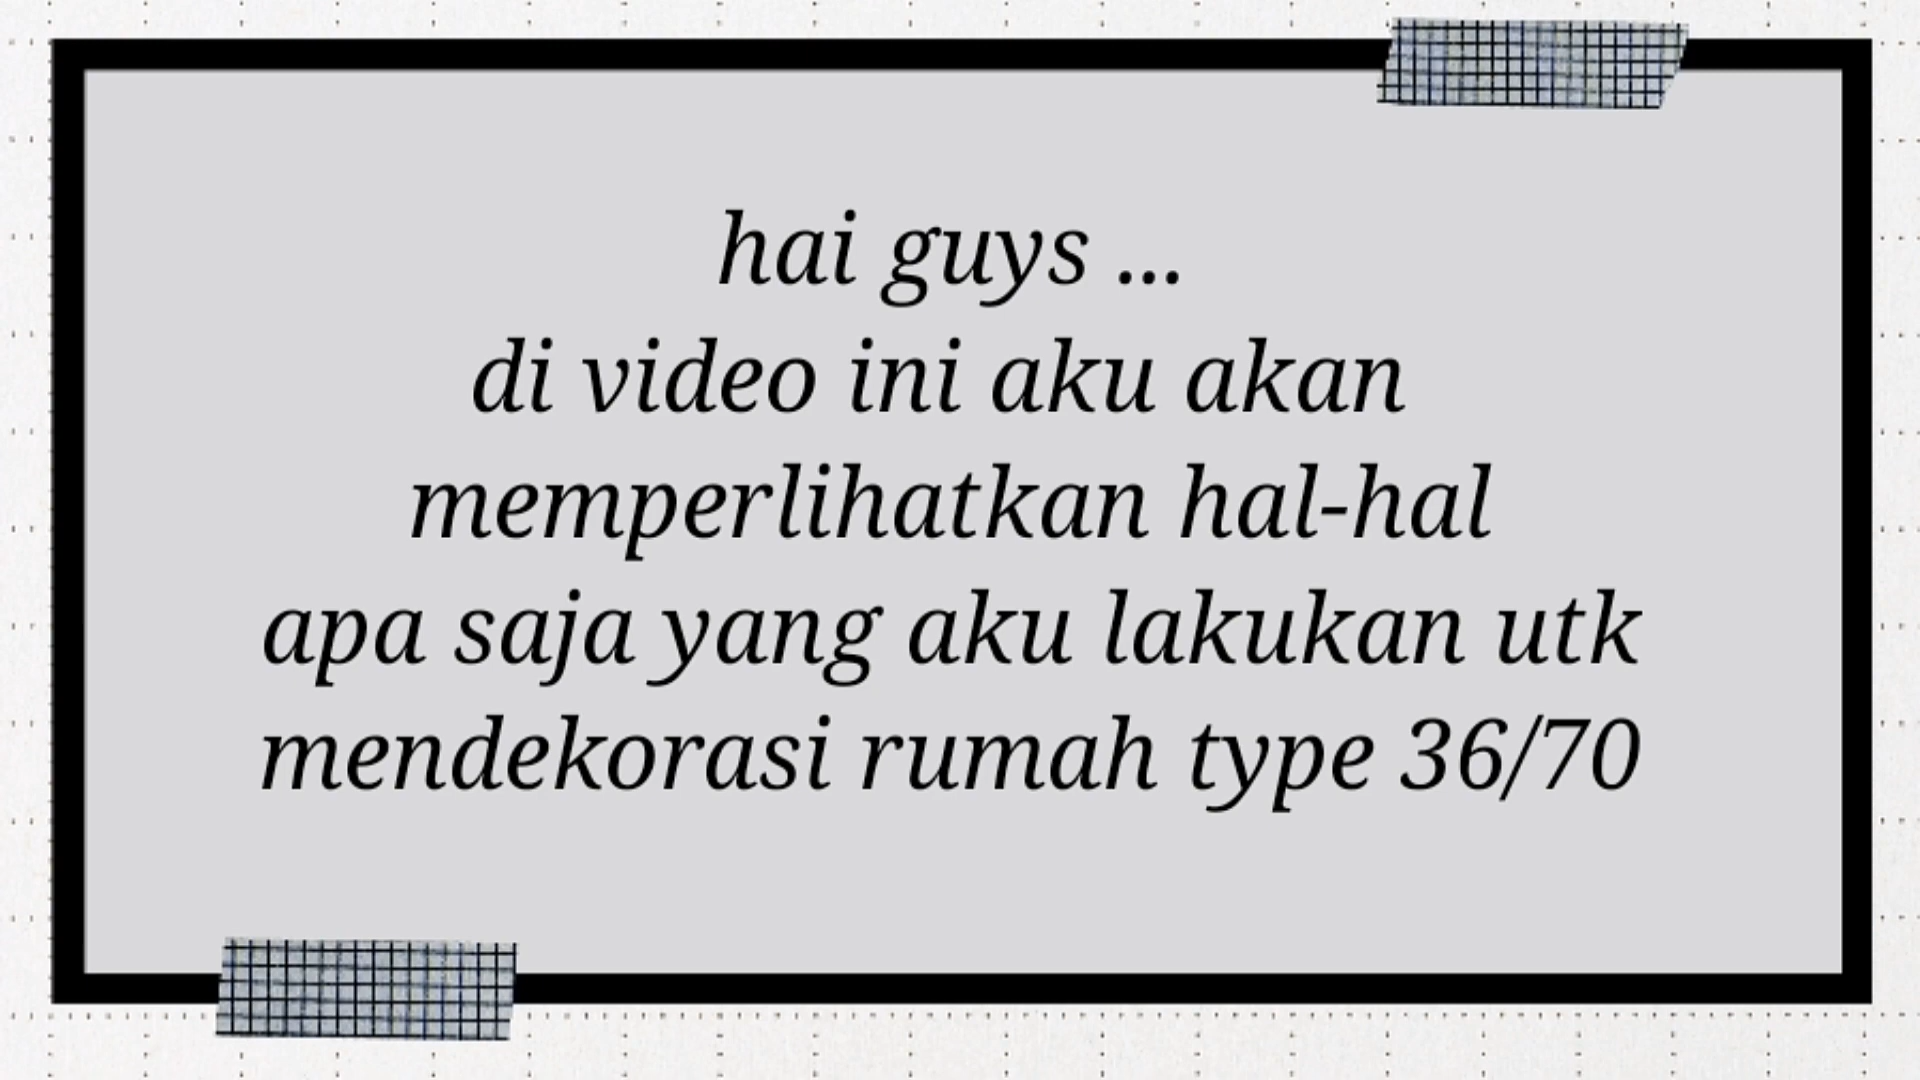 hai guys ...
di video ini aku akan
memperlihatkan hal-hal
apa saja yang aku lakukan utk
mendekorasi rumah type 36/70